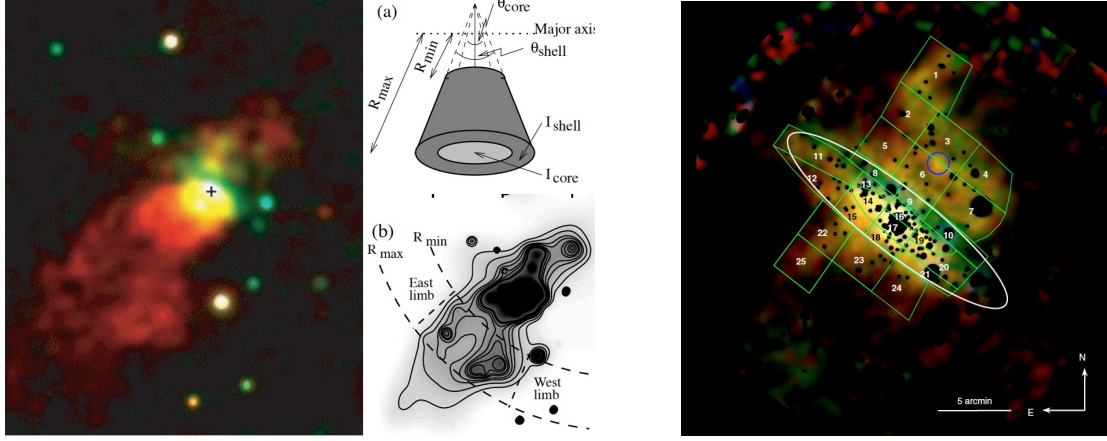 (a)
θcore
Major axis
θshell
Rmin
Rmax
Ishell
Icore
(b)
Rmin
Rmax
East
limb
West
limb
1
2
3
4
5
6
7
8
9
10
11
12
13
14
15
16
17
18
19
20
21
22
23
24
25
N
E
5 arcmin